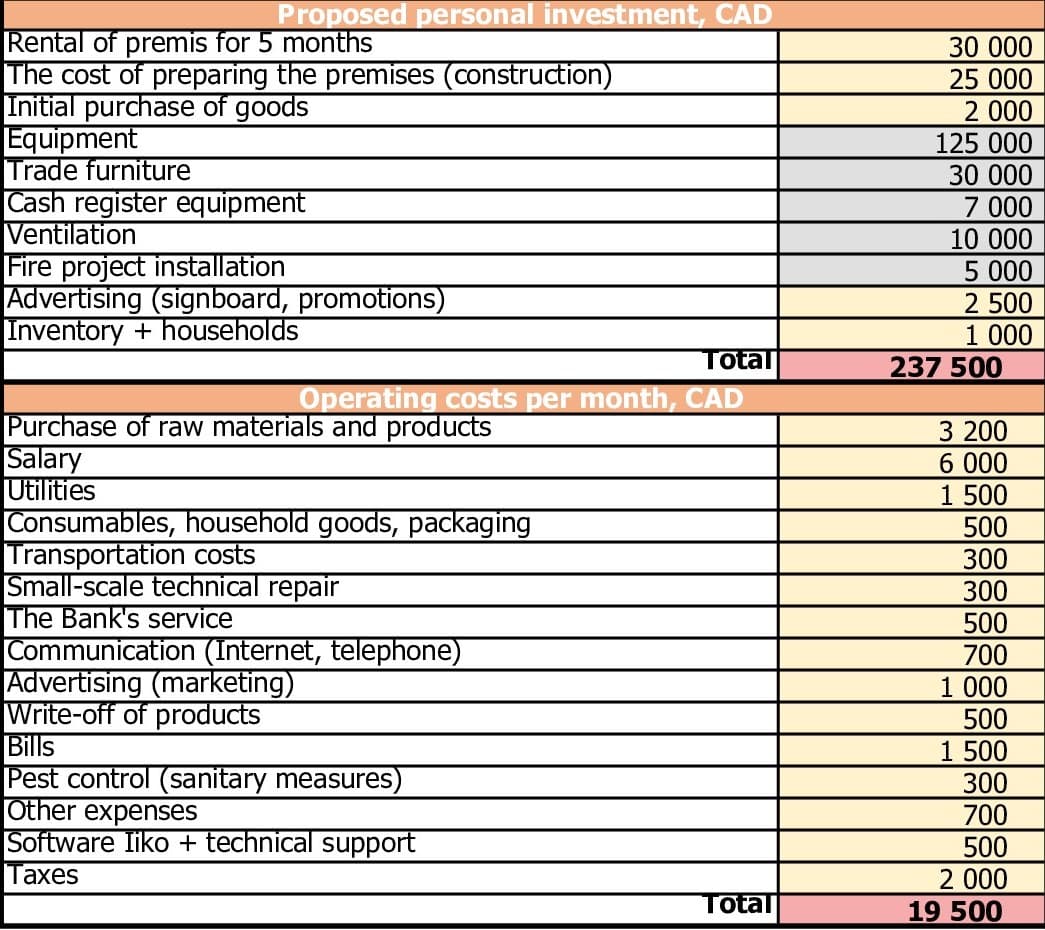 Proposed personal investment, CAD
Rental of premis for 5 months 30 000
The cost of preparing the premises (construction) 25 000
Initial purchase of goods 2 000
Equipment 125 000
Trade furniture 30 000
Cash register equipment 7 000
Ventilation 10 000
Fire project installation 5 000
Advertising (signboard, promotions) 2 500
Inventory + households 1 000
Total 237 500
Operating costs per month, CAD
Purchase of raw materials and products 3 200
Salary 6 000
Utilities 1 500
Consumables, household goods, packaging 500
Transportation costs 300
Small-scale technical repair 300
The Bank's service 500
Communication (Internet, telephone) 700
Advertising (marketing) 1 000
Write-off of products 500
Bills 1 500
Pest control (sanitary measures) 300
Other expenses 700
Software Iiko + technical support 500
Taxes 2 000
Total 19 500